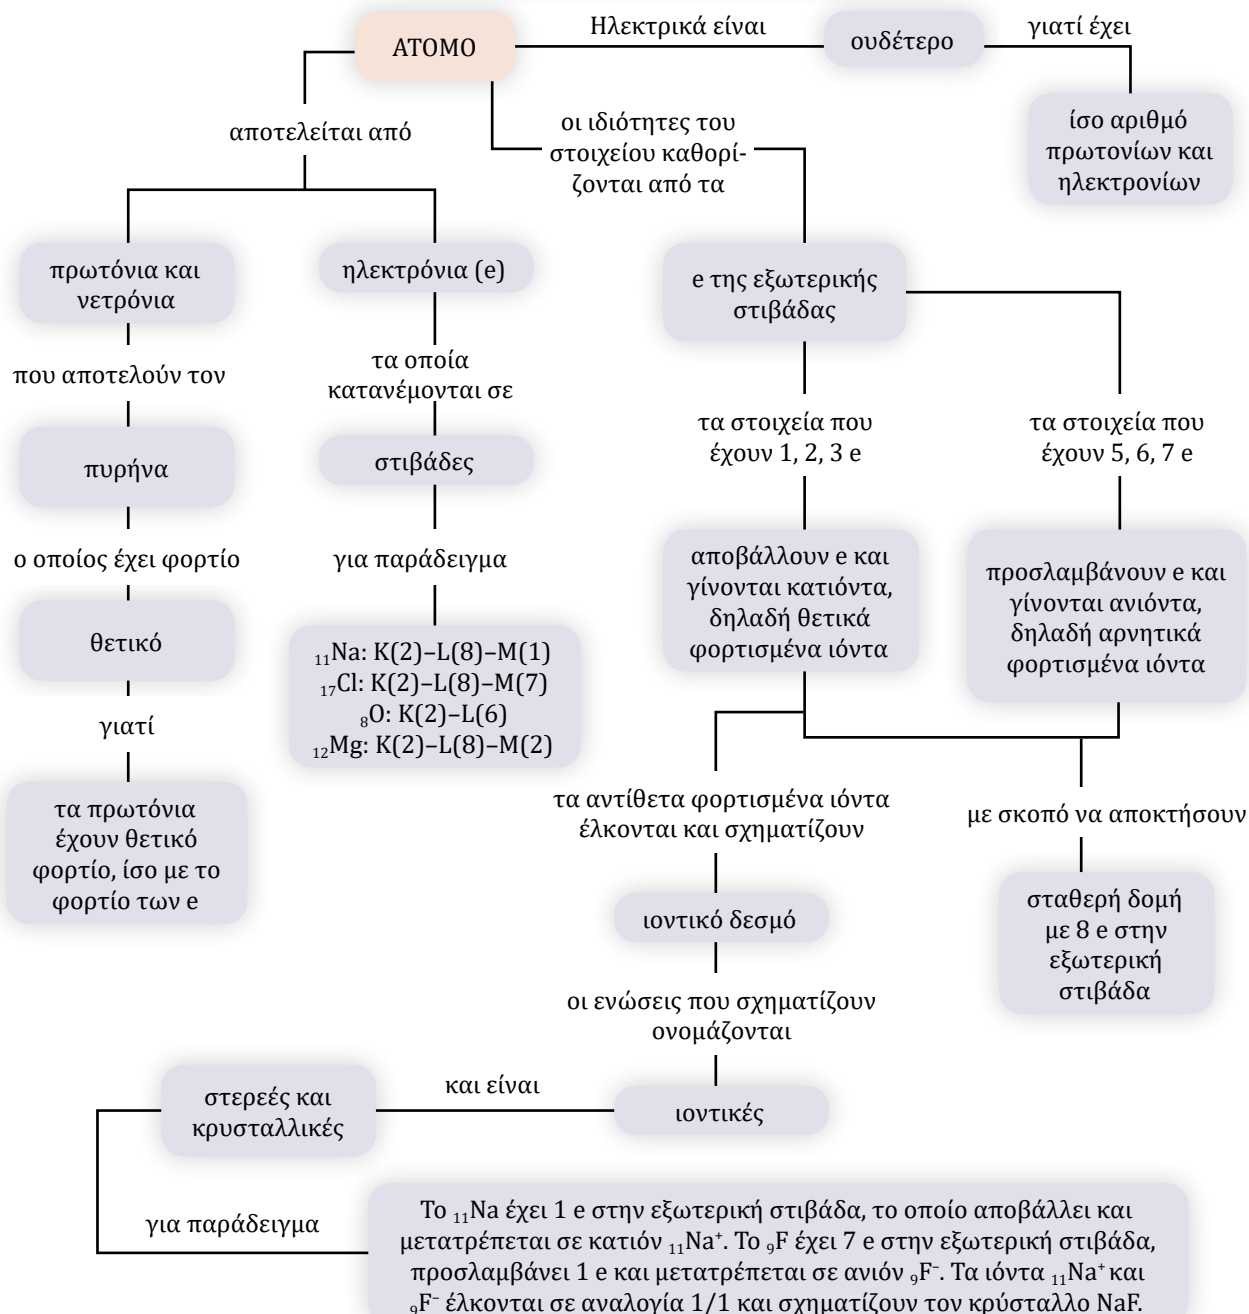 ΑΤΟΜΟ
Ηλεκτρικά είναι
ουδέτερο
γιατί έχει
ίσο αριθμό
πρωτονίων και
ηλεκτρονίων
αποτελείται από
οι ιδιότητες του
στοιχείου καθορί-
ζονται από τα
πρωτόνια και
νετρόνια
ηλεκτρόνια (e)
e της εξωτερικής
στιβάδας
που αποτελούν τον
τα οποία
κατανέμονται σε
τα στοιχεία που
έχουν 1, 2, 3 e
τα στοιχεία που
έχουν 5, 6, 7 e
πυρήνα
στιβάδες
ο οποίος έχει φορτίο
για παράδειγμα
αποβάλλουν e και
γίνονται κατιόντα,
δηλαδή θετικά
φορτισμένα ιόντα
προσλαμβάνουν e και
γίνονται ανιόντα,
δηλαδή αρνητικά
φορτισμένα ιόντα
θετικό
₁₁Na: K(2)–L(8)–M(1)
₁₇Cl: K(2)–L(8)–M(7)
₈O: K(2)–L(6)
₁₂Mg: K(2)–L(8)–M(2)
γιατί
τα πρωτόνια
έχουν θετικό
φορτίο, ίσο με το
φορτίο των e
τα αντίθετα φορτισμένα ιόντα
έλκονται και σχηματίζουν
με σκοπό να αποκτήσουν
ιοντικό δεσμό
σταθερή δομή
με 8 e στην
εξωτερική
στιβάδα
οι ενώσεις που σχηματίζουν
ονομάζονται
ιοντικές
και είναι
στερεές και
κρυσταλλικές
για παράδειγμα
Το ₁₁Na έχει 1 e στην εξωτερική στιβάδα, το οποίο αποβάλλει και
μετατρέπεται σε κατιόν ₁₁Na⁺. Το ₉F έχει 7 e στην εξωτερική στιβάδα,
προσλαμβάνει 1 e και μετατρέπεται σε ανιόν ₉F⁻. Τα ιόντα ₁₁Na⁺ και
₉F⁻ έλκονται σε αναλογία 1/1 και σχηματίζουν τον κρύσταλλο NaF.